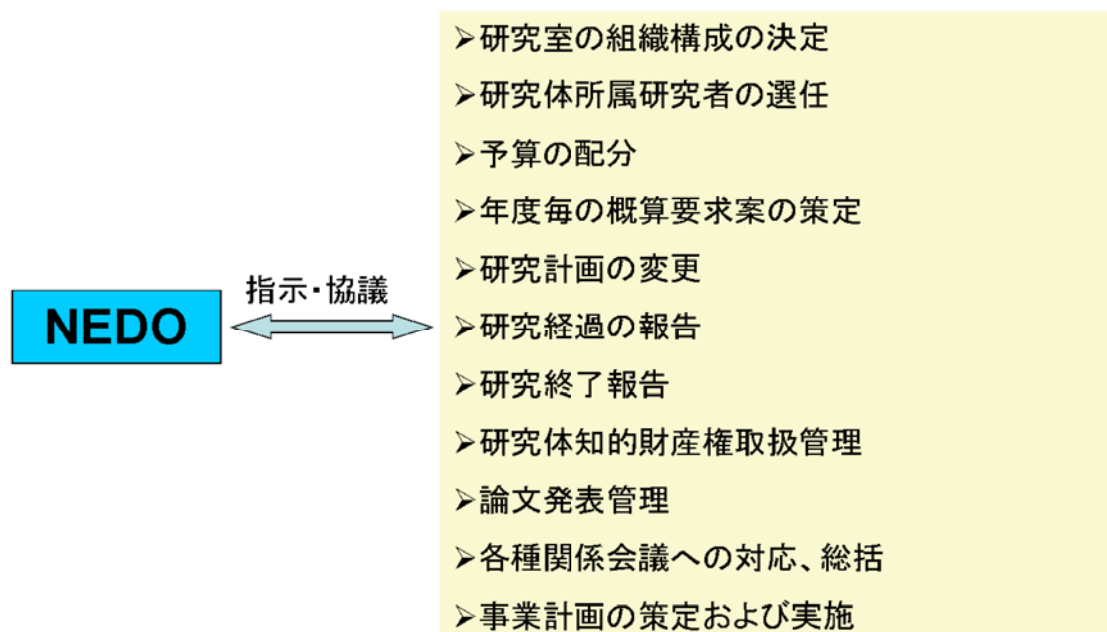 ➢研究室の組織構成の決定
➢研究体所属研究者の選任
➢予算の配分
➢年度毎の概算要求案の策定
➢研究計画の変更
指示・協議
NEDO
➢研究経過の報告
➢研究終了報告
➢研究体知的財産権取扱管理
➢論文発表管理
➢各種関係会議への対応、総括
➢事業計画の策定および実施